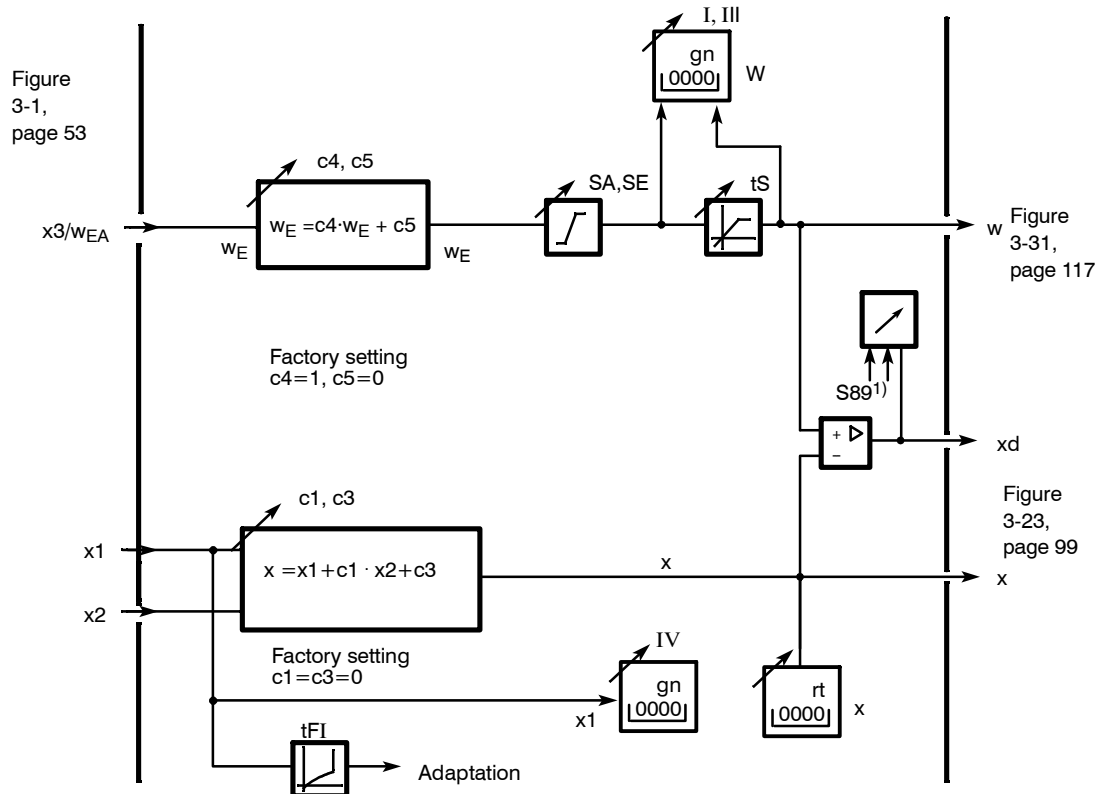 I, III
Figure
3-1,
page 53
gn
0000
W
c4, c5
SA,SE
tS
x3/wEA
wE
wE =c4·wE + c5
wE
w
Figure
3-31,
page 117
Factory setting
c4=1, c5=0
S89¹⁾
+
−
xd
c1, c3
Figure
3-23,
page 99
x1
x =x1+c1 · x2+c3
x
x
x2
Factory setting
c1=c3=0
IV
gn
0000
x1
rt
0000
x
tFI
Adaptation